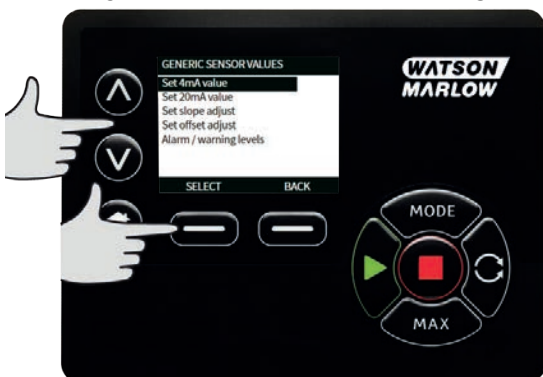 GENERIC SENSOR VALUES
Set 4mA value
Set 20mA value
Set slope adjust
Set offset adjust
Alarm / warning levels
SELECT BACK
WATSON
MARLOW
MODE
MAX